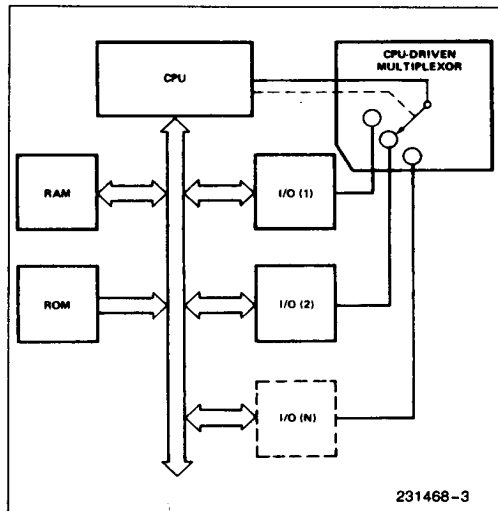 CPU-DRIVEN
MULTIPLEXOR
CPU
RAM
I/O (1)
ROM
I/O (2)
I/O (N)
231468-3